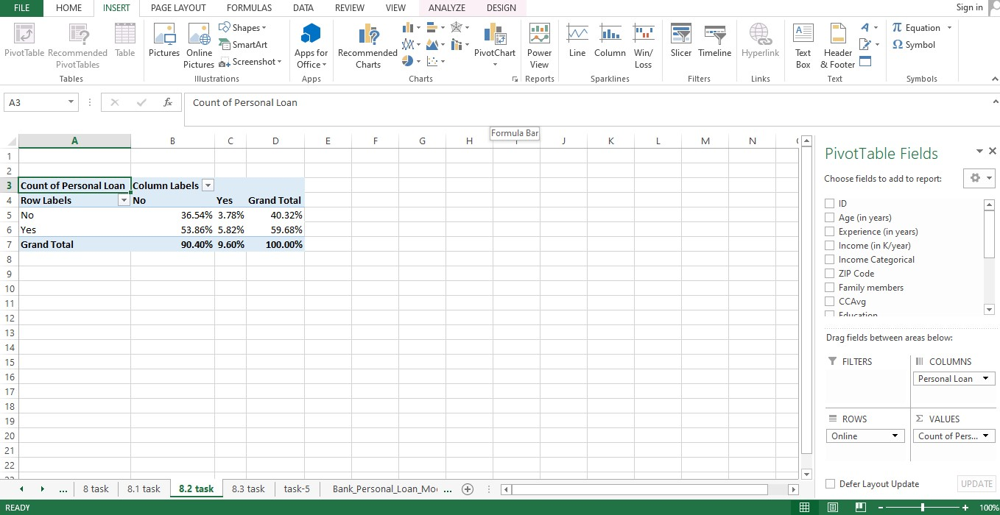 FILE HOME INSERT PAGE LAYOUT FORMULAS DATA REVIEW VIEW ANALYZE DESIGN Sign in
PivotTable Recommended PivotTables Table
Tables
Pictures Online Pictures Shapes SmartArt Screenshot
Illustrations
Apps for Office
Apps
Recommended Charts PivotChart
Charts
Power View
Reports
Line Column Win/Loss
Sparklines
Slicer Timeline
Filters
Hyperlink
Links
Text Box Header & Footer
Text
π Equation
Ω Symbol
Symbols
A3 fx Count of Personal Loan
Formula Bar
A B C D E F G H I J K L M N
1
2
3 Count of Personal Loan Column Labels
4 Row Labels No Yes Grand Total
5 No 36.54% 3.78% 40.32%
6 Yes 53.86% 5.82% 59.68%
7 Grand Total 90.40% 9.60% 100.00%
8
9
10
11
12
13
14
15
16
17
18
19
20
21
22
PivotTable Fields
Choose fields to add to report:
ID
Age (in years)
Experience (in years)
Income (in K/year)
Income Categorical
ZIP Code
Family members
CCAvg
Education
Drag fields between areas below:
FILTERS
COLUMNS
Personal Loan
ROWS
Online
Σ VALUES
Count of Pers...
Defer Layout Update UPDATE
... 8 task 8.1 task 8.2 task 8.3 task task-5 Bank_Personal_Loan_Mo ...
READY 100%